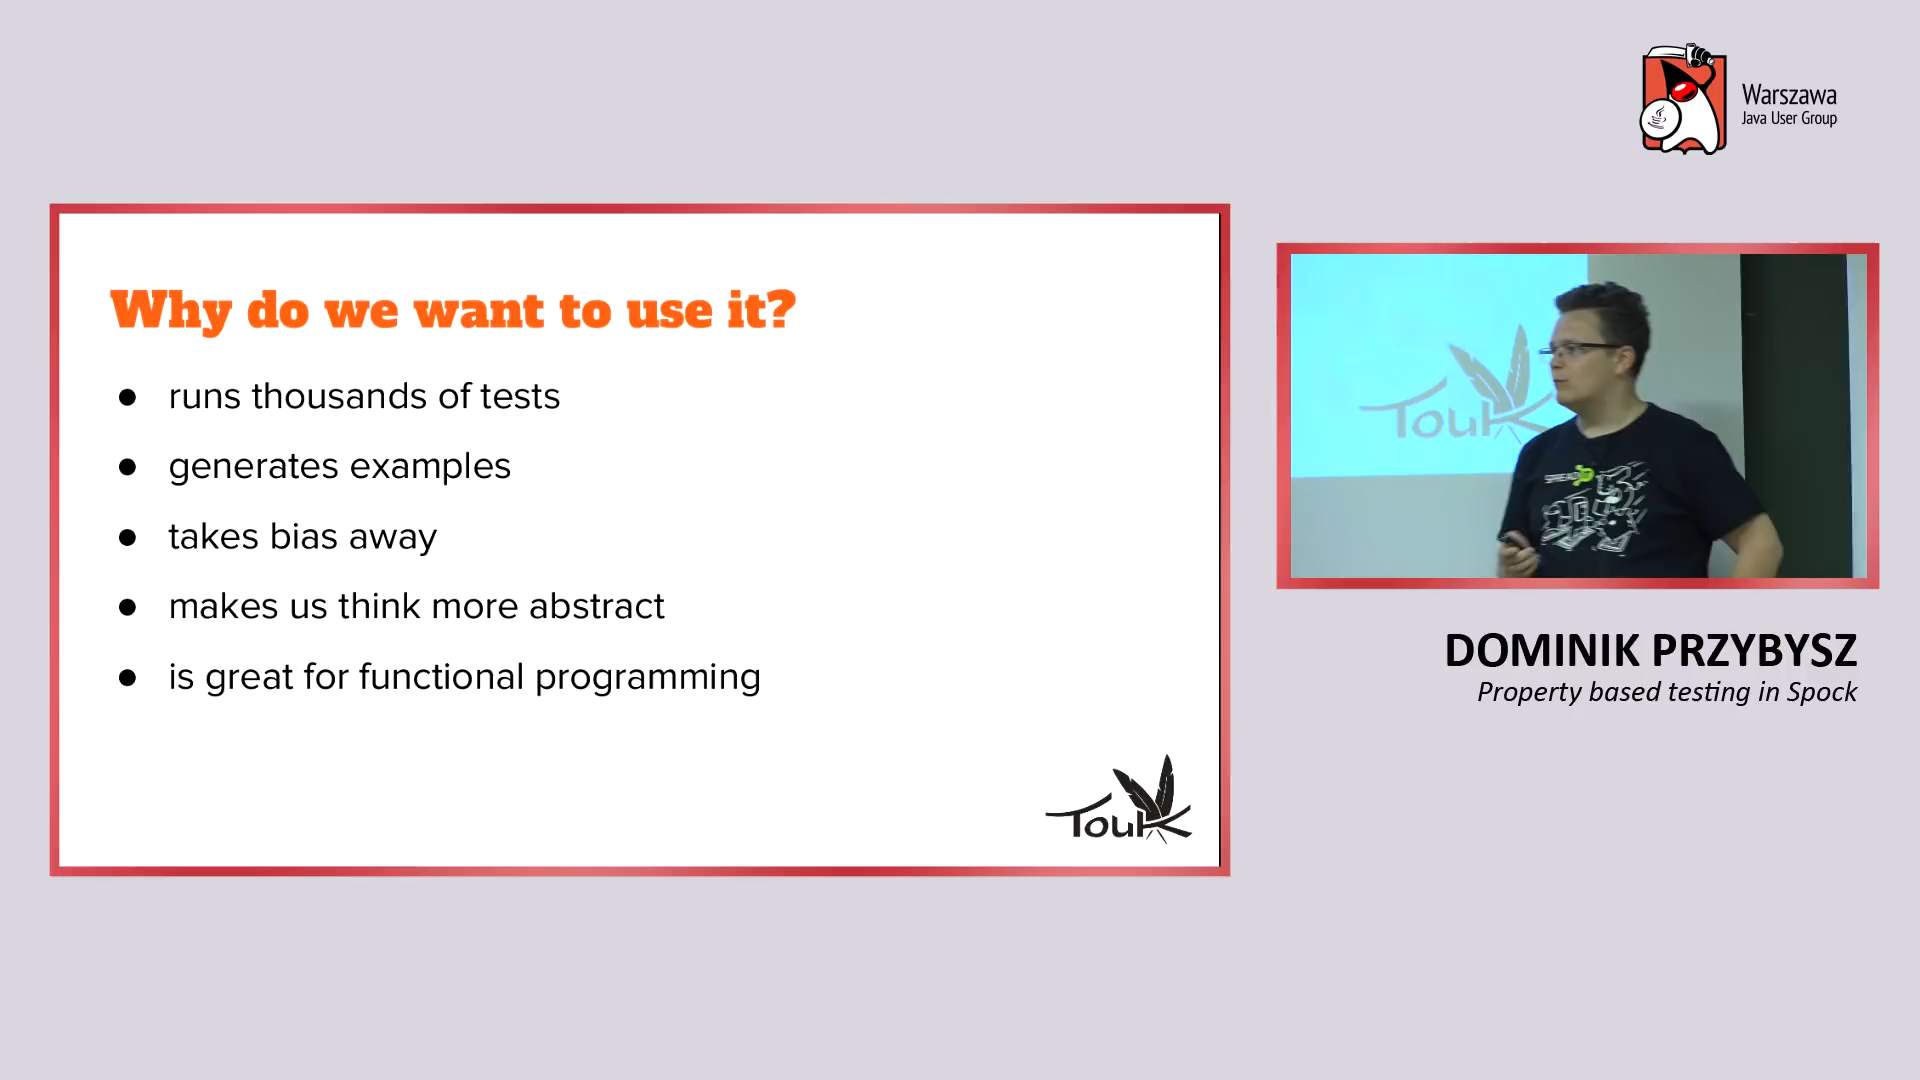 Warszawa
Java User Group
Why do we want to use it?
● runs thousands of tests
● generates examples
● takes bias away
● makes us think more abstract
● is great for functional programming
TouK
TouK
DOMINIK PRZYBYSZ
Property based testing in Spock